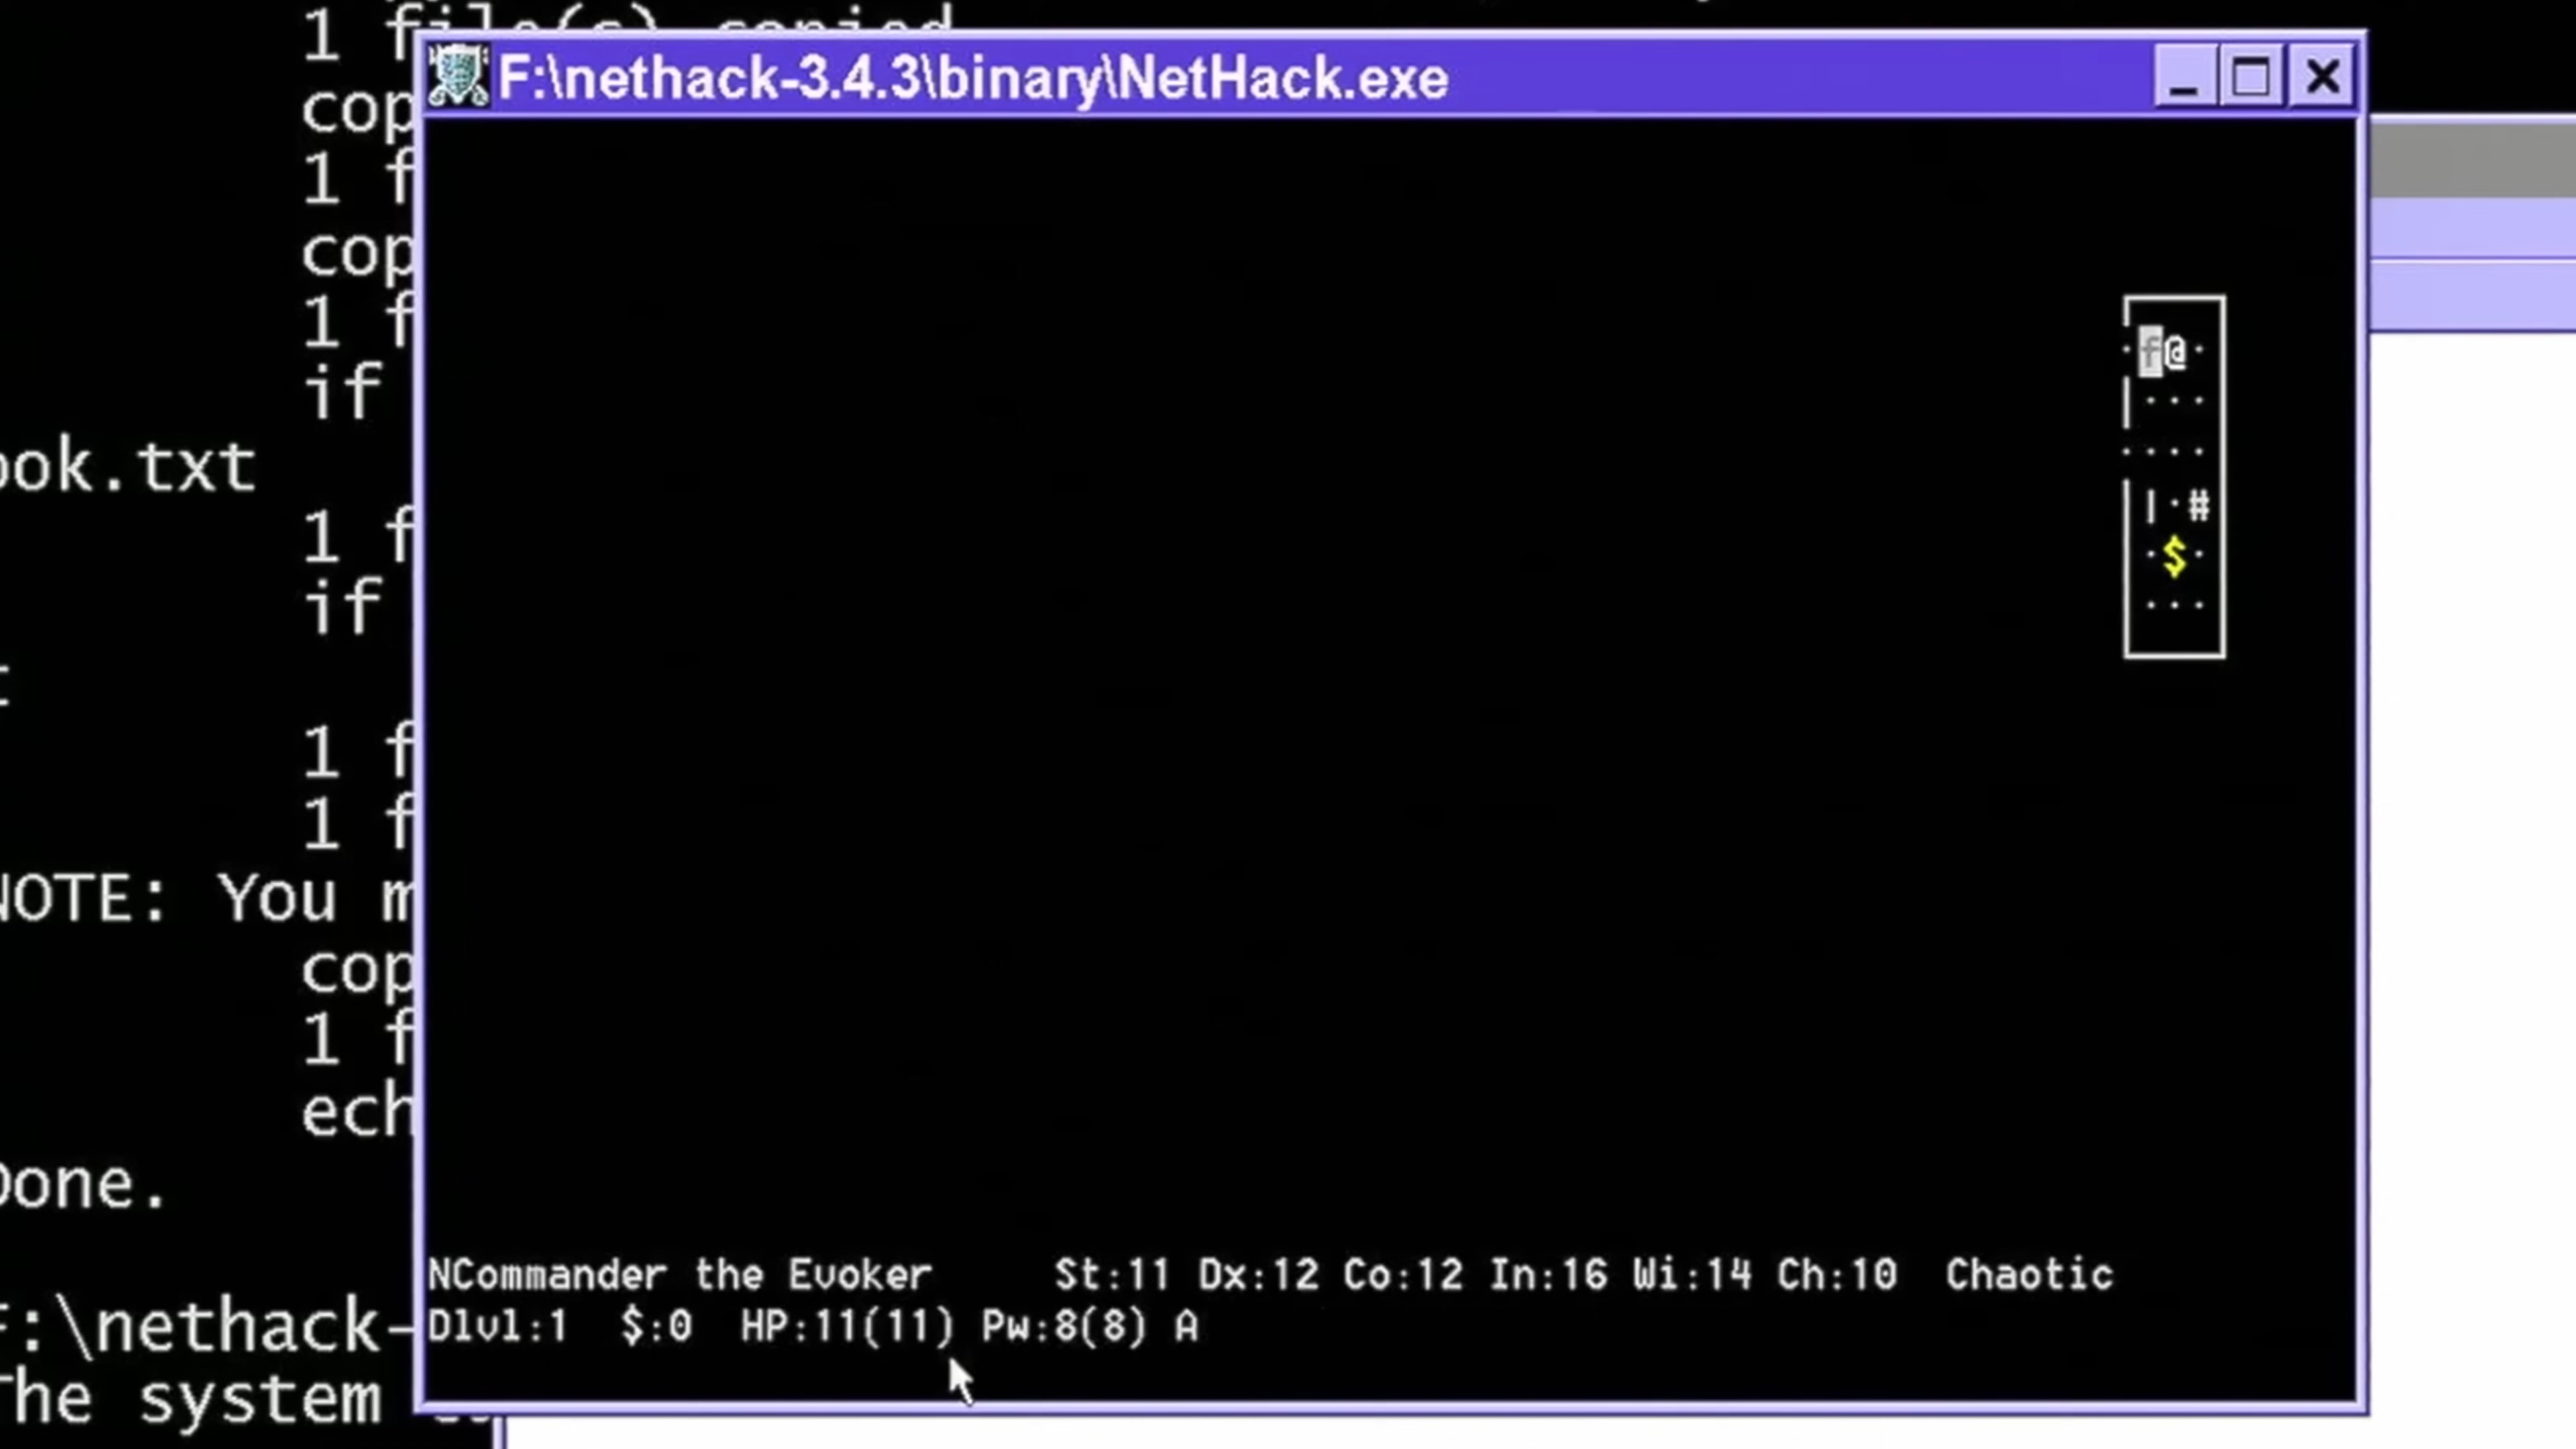 1 file(s) copied
F:\nethack-3.4.3\binary\NetHack.exe
cop
1 f
cop
1 f
if
ook.txt
1 f
if
1 f
1 f
NOTE: You m
cop
1 f
ech
Done.
F:\nethack-
The system
·f@·
|···
····
|·#
·$·
···
NCommander the Evoker St:11 Dx:12 Co:12 In:16 Wi:14 Ch:10 Chaotic
Dlvl:1 $:0 HP:11(11) Pw:8(8) A